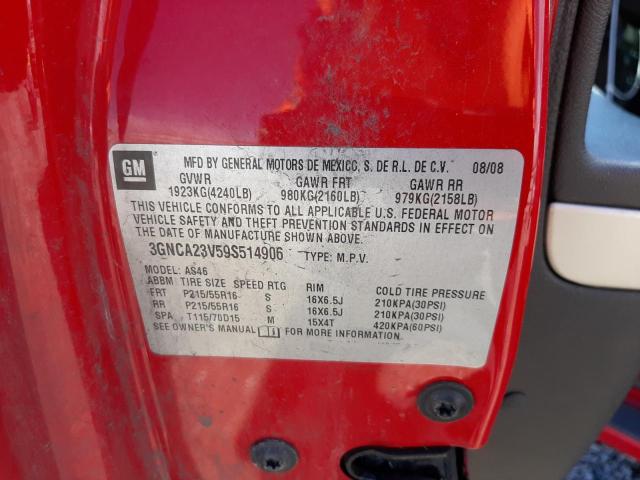 GM MFD BY GENERAL MOTORS DE MEXICO, S. DE R.L. DE C.V. 08/08
GVWR GAWR FRT GAWR RR
1923KG(4240LB) 980KG(2160LB) 979KG(2158LB)
THIS VEHICLE CONFORMS TO ALL APPLICABLE U.S. FEDERAL MOTOR
VEHICLE SAFETY AND THEFT PREVENTION STANDARDS IN EFFECT ON
THE DATE OF MANUFACTURE SHOWN ABOVE.
3GNCA23V59S514906 TYPE: M.P.V.
MODEL: AS46
ABBM TIRE SIZE SPEED RTG RIM COLD TIRE PRESSURE
FRT P215/55R16 S 16X6.5J 210KPA(30PSI)
RR P215/55R16 S 16X6.5J 210KPA(30PSI)
SPA T115/70D15 M 15X4T 420KPA(60PSI)
SEE OWNER'S MANUAL FOR MORE INFORMATION.